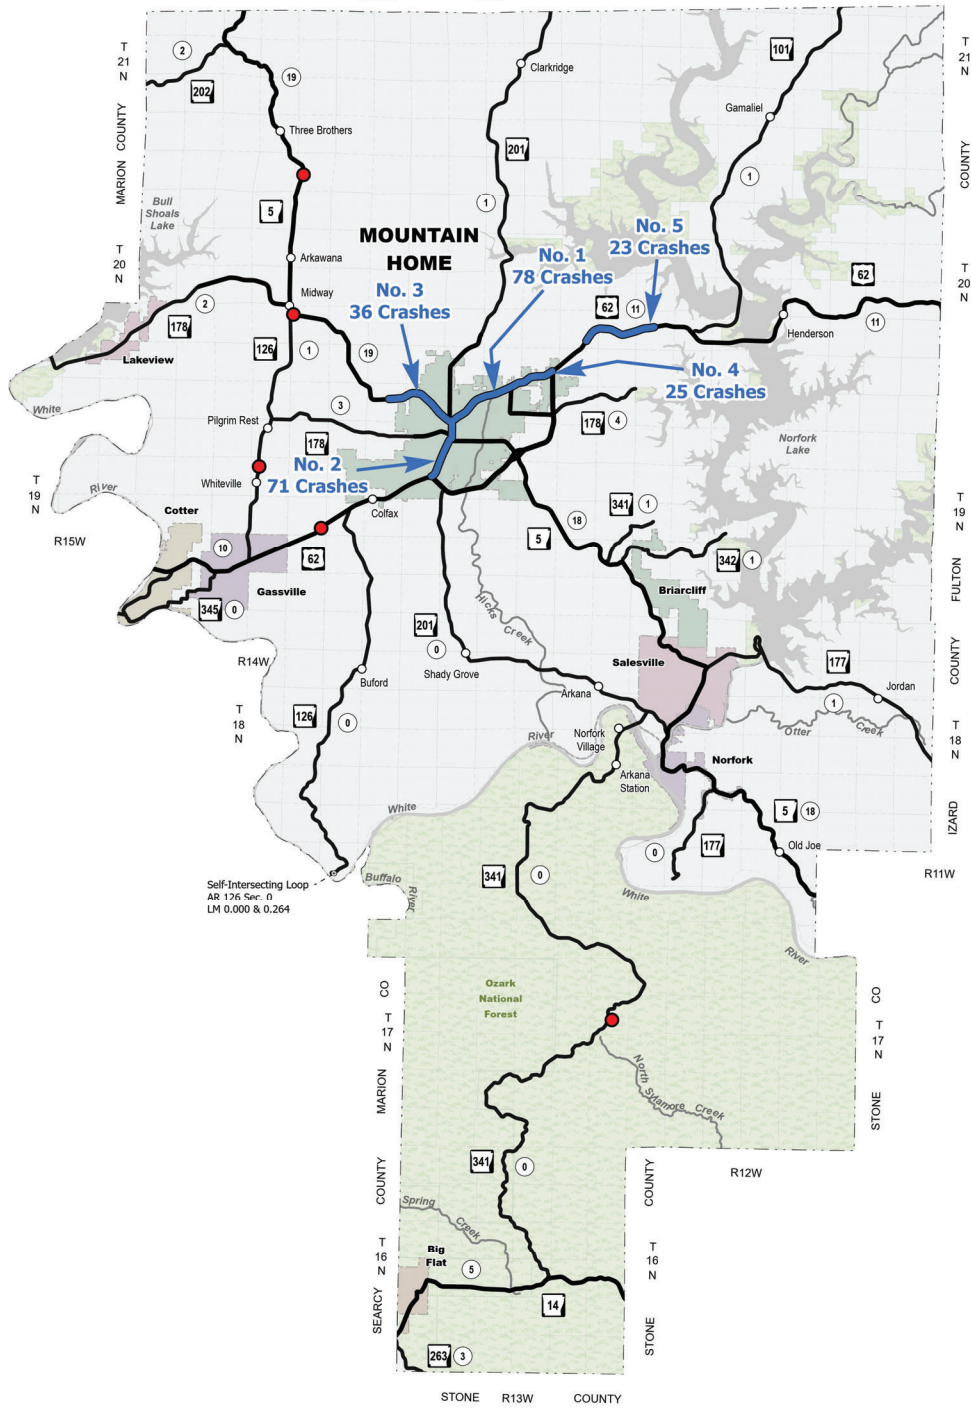 T
21
N
MARION COUNTY
T
20
N
T
19
N
R15W
R14W
T
18
N
T
21
N
COUNTY
T
20
N
T
19
N
FULTON
COUNTY
T
18
N
IZARD
R11W
2
202
19
Three Brothers
5
Bull
Shoals
Lake
Arkawana
Midway
2
178
Lakeview
126
1
19
White
Clarkridge
201
1
101
Gamaliel
1
MOUNTAIN
HOME
No. 3
36 Crashes
No. 1
78 Crashes
No. 5
23 Crashes
62
11
62
Henderson
11
No. 4
25 Crashes
3
Pilgrim Rest
178
178
4
No. 2
71 Crashes
Norfork
Lake
River
Whiteville
Cotter
Colfax
10
62
Gassville
345
0
341
1
18
5
342
1
Briarcliff
Hicks
Creek
201
0
Shady Grove
Salesville
177
Jordan
1
Arkana
Buford
126
0
Otter
Creek
River
Norfork
Village
Arkana
Station
Norfork
5
18
Old Joe
177
0
White
White
River
341
0
Buffalo
River
Self-Intersecting Loop
AR 126 Sec. 0
LM 0.000 & 0.264
Ozark
National
Forest
CO
T
17
N
MARION
COUNTY
T
16
N
SEARCY
CO
T
17
N
STONE
R12W
North Sylamore Creek
341
0
COUNTY
T
16
N
STONE
Spring
Creek
Big
Flat
5
14
263
3
STONE
R13W
COUNTY